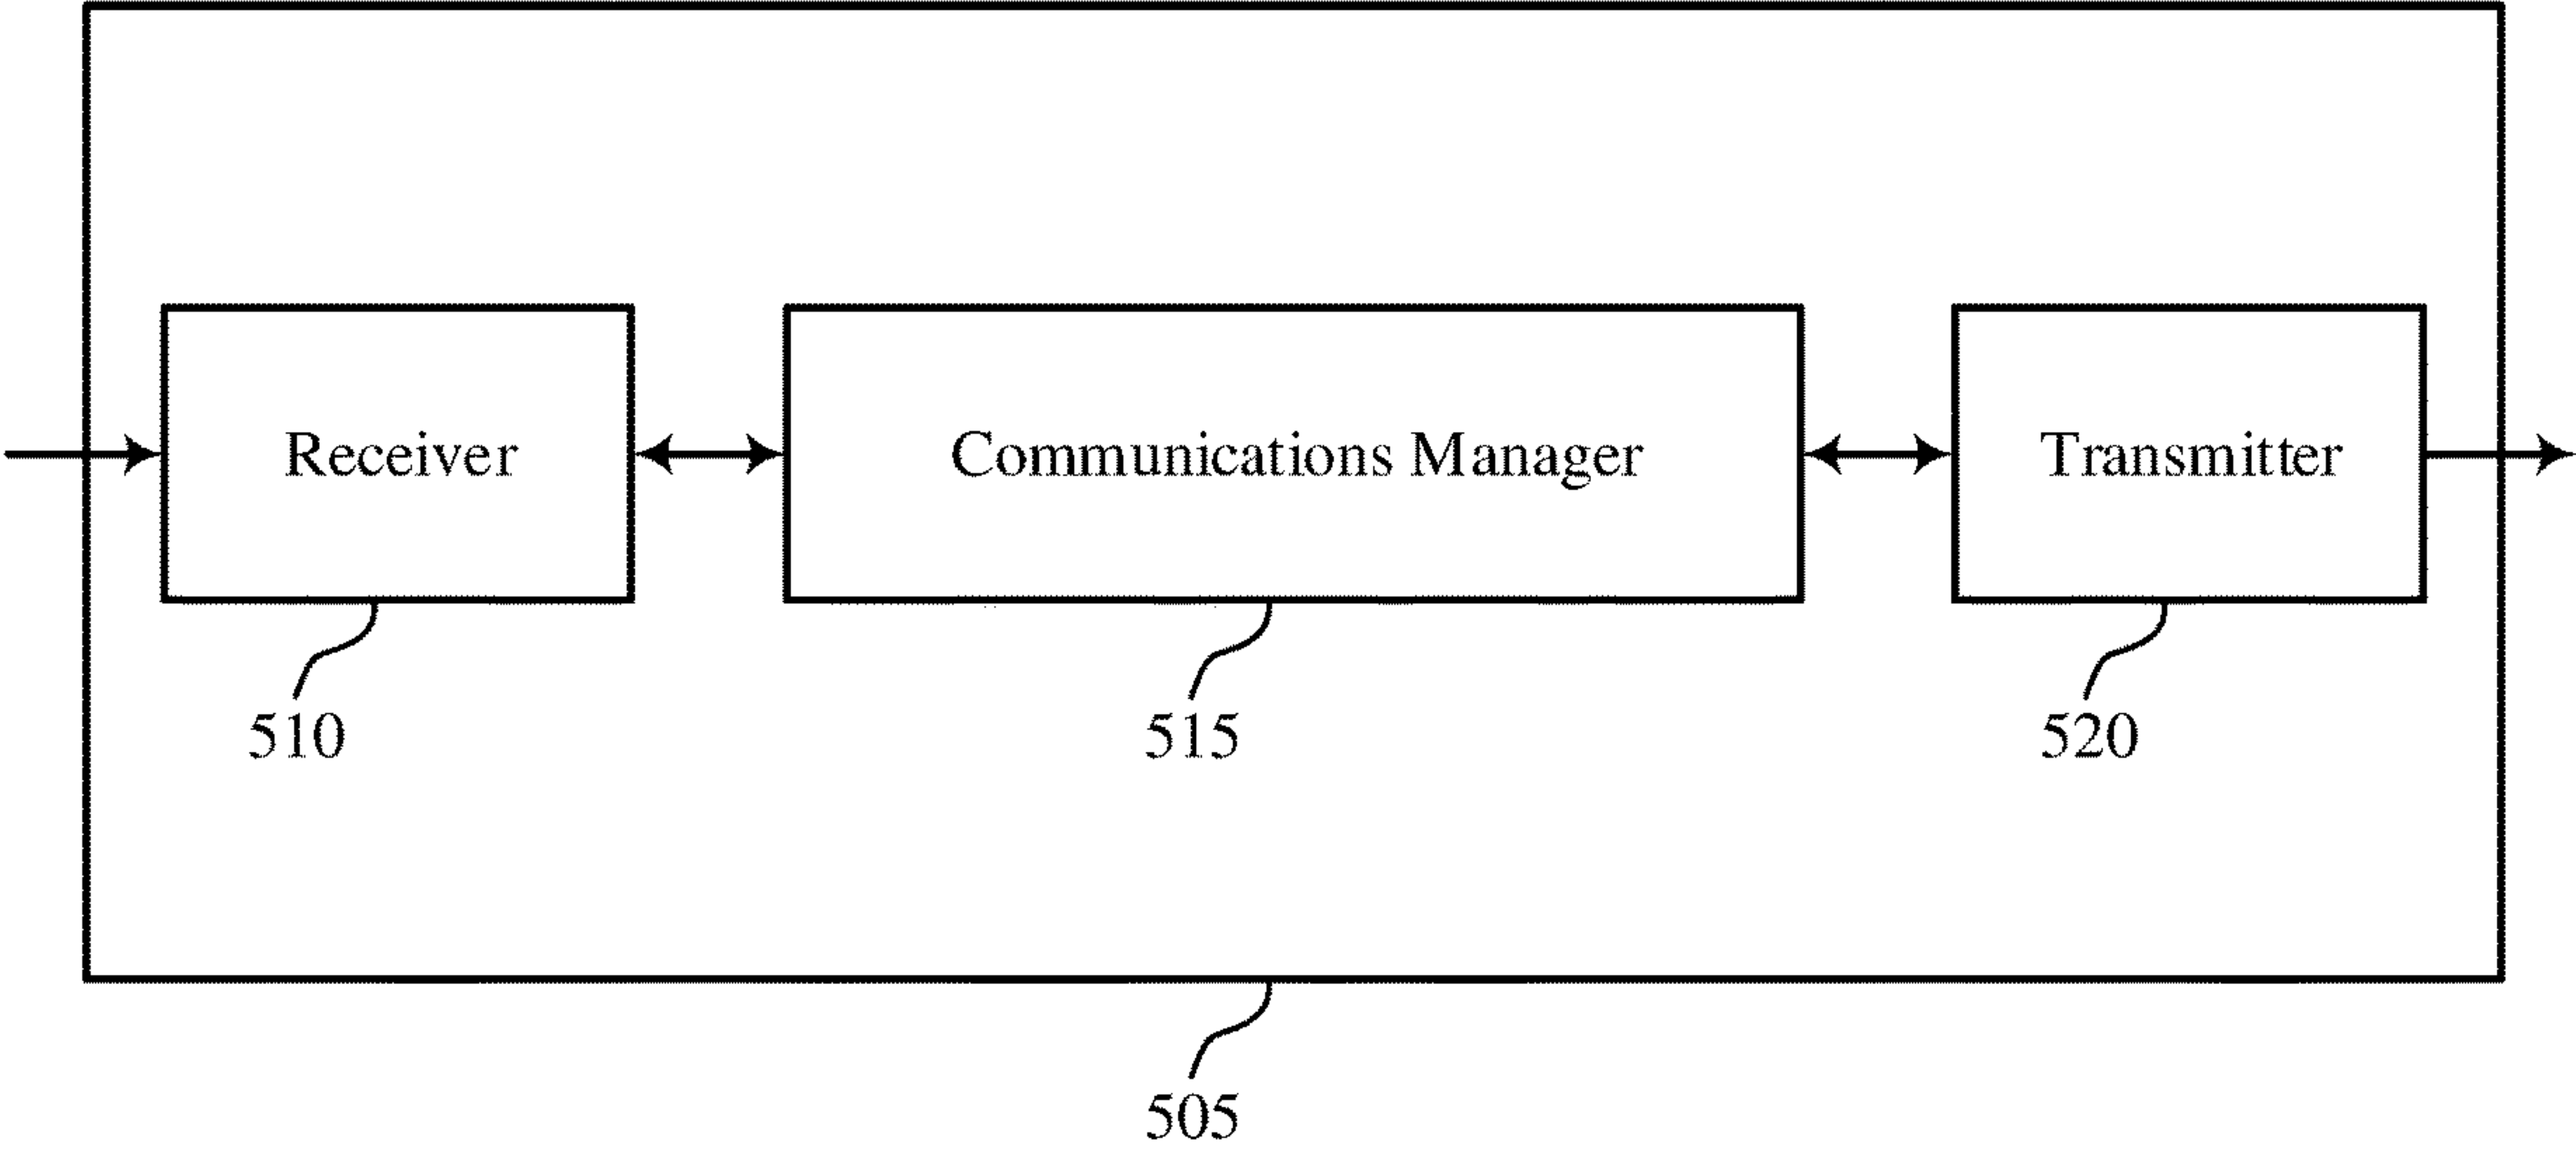 Receiver
Communications Manager
Transmitter
510
515
520
505